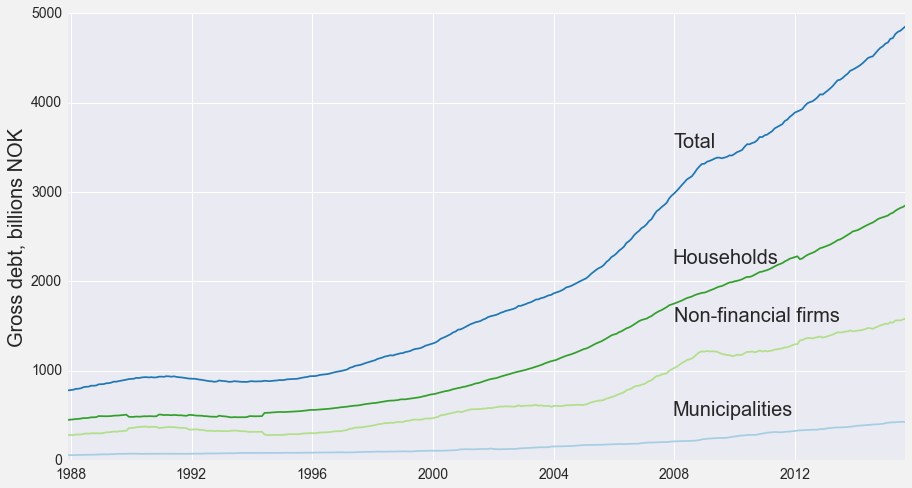 Gross debt, billions NOK
5000
4000
3000
2000
1000
0
Total
Households
Non-financial firms
Municipalities
1988 1992 1996 2000 2004 2008 2012